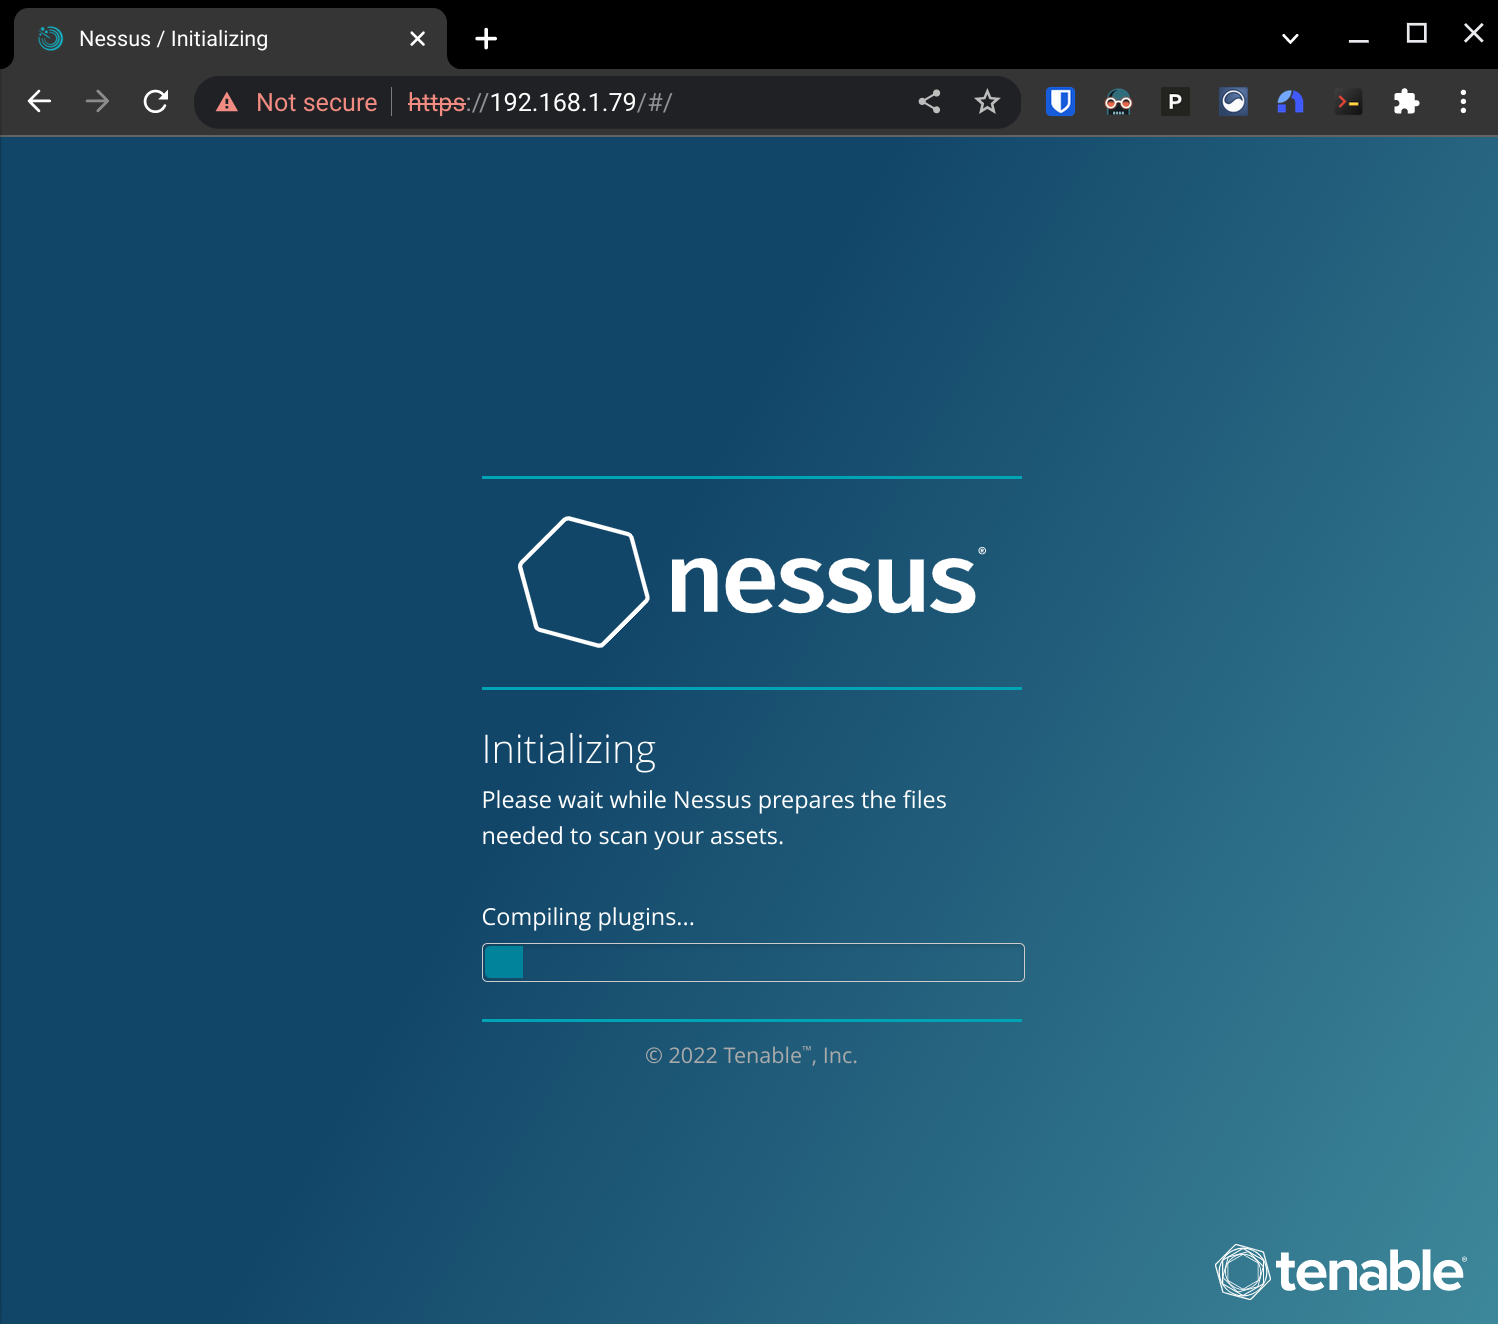 Nessus / Initializing
Not secure https://192.168.1.79/#/
P
nessus®
Initializing
Please wait while Nessus prepares the files
needed to scan your assets.
Compiling plugins...
© 2022 Tenable™, Inc.
tenable®